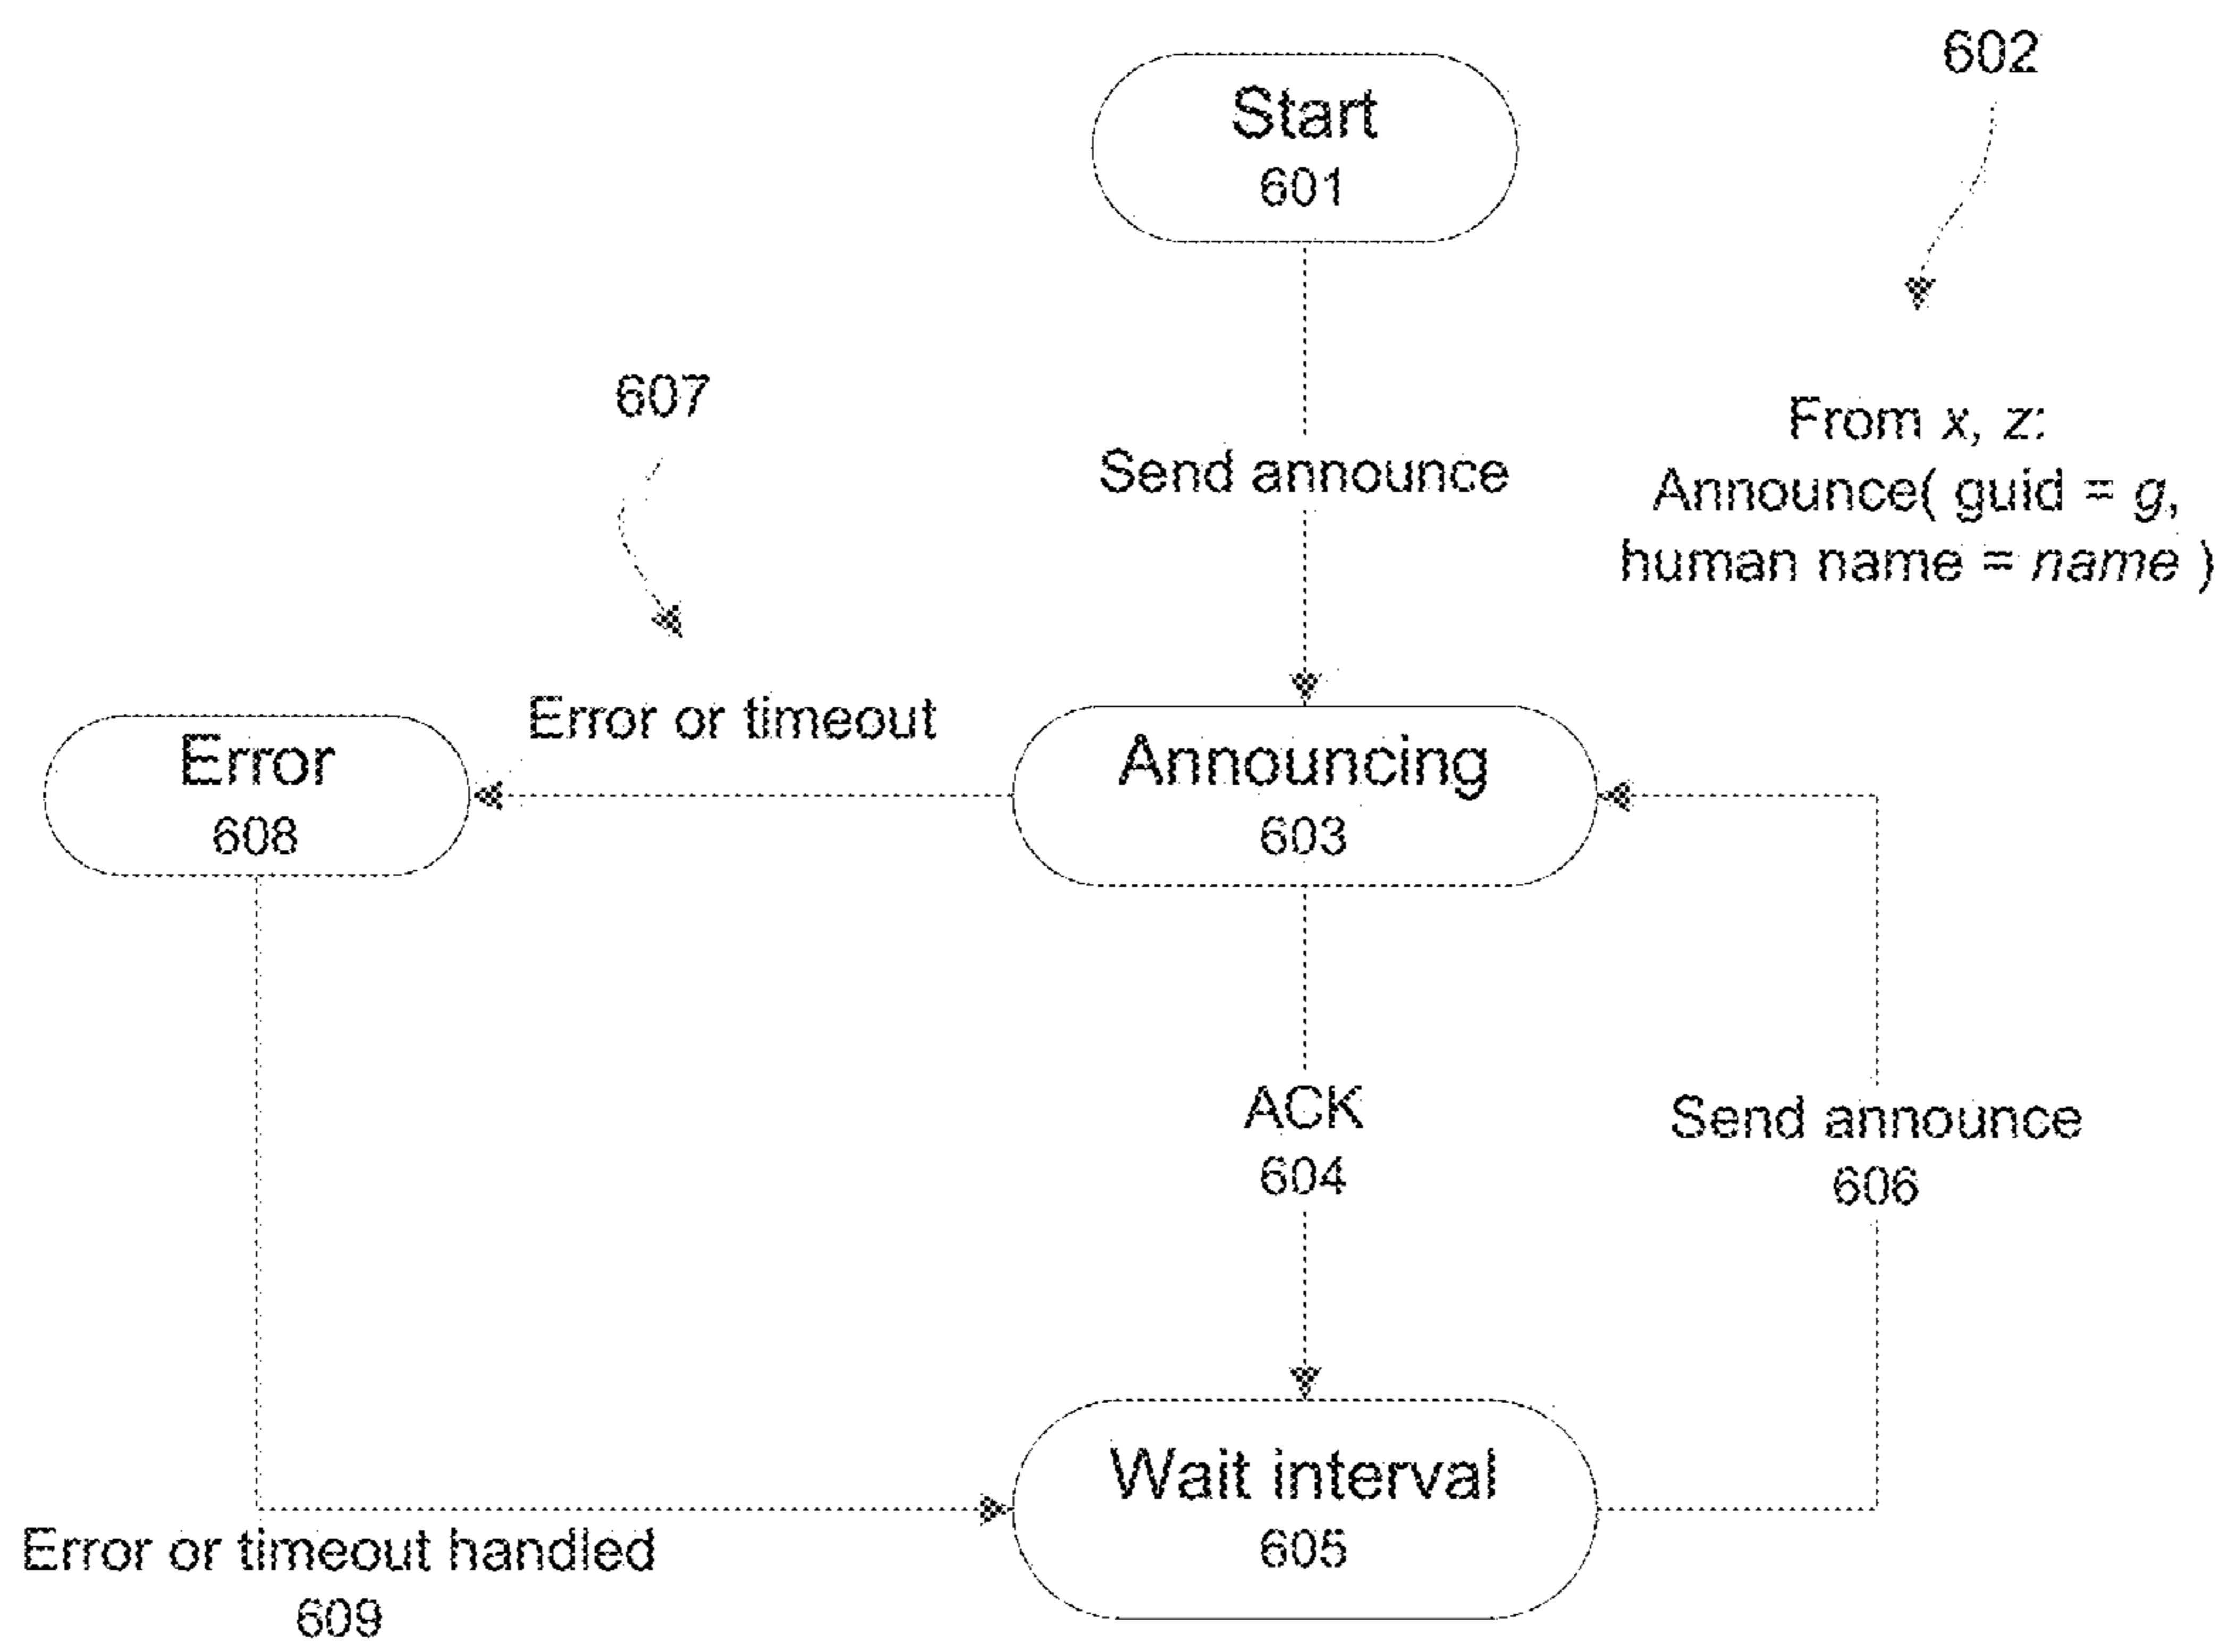 602
Start
601
607
From x, z:
Announce( guid = g,
human name = name )
Send announce
Error or timeout
Error
608
Announcing
603
ACK
604
Send announce
606
Wait interval
605
Error or timeout handled
609